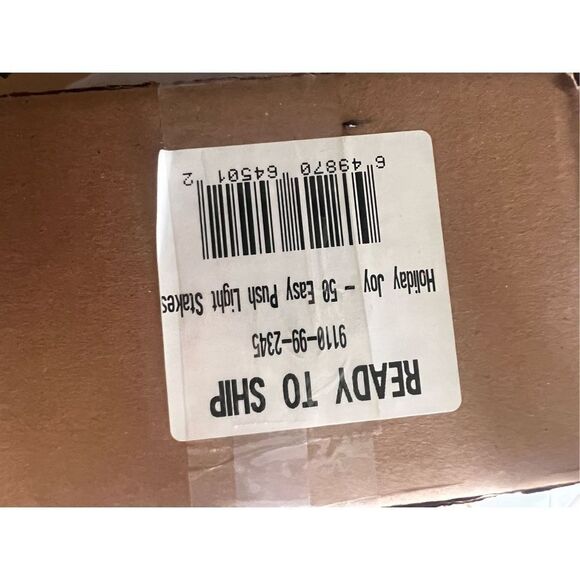 READY TO SHIP
9110-99-2345
Holiday Joy - 50 Easy Push Light Stakes
6 49870 64501 2